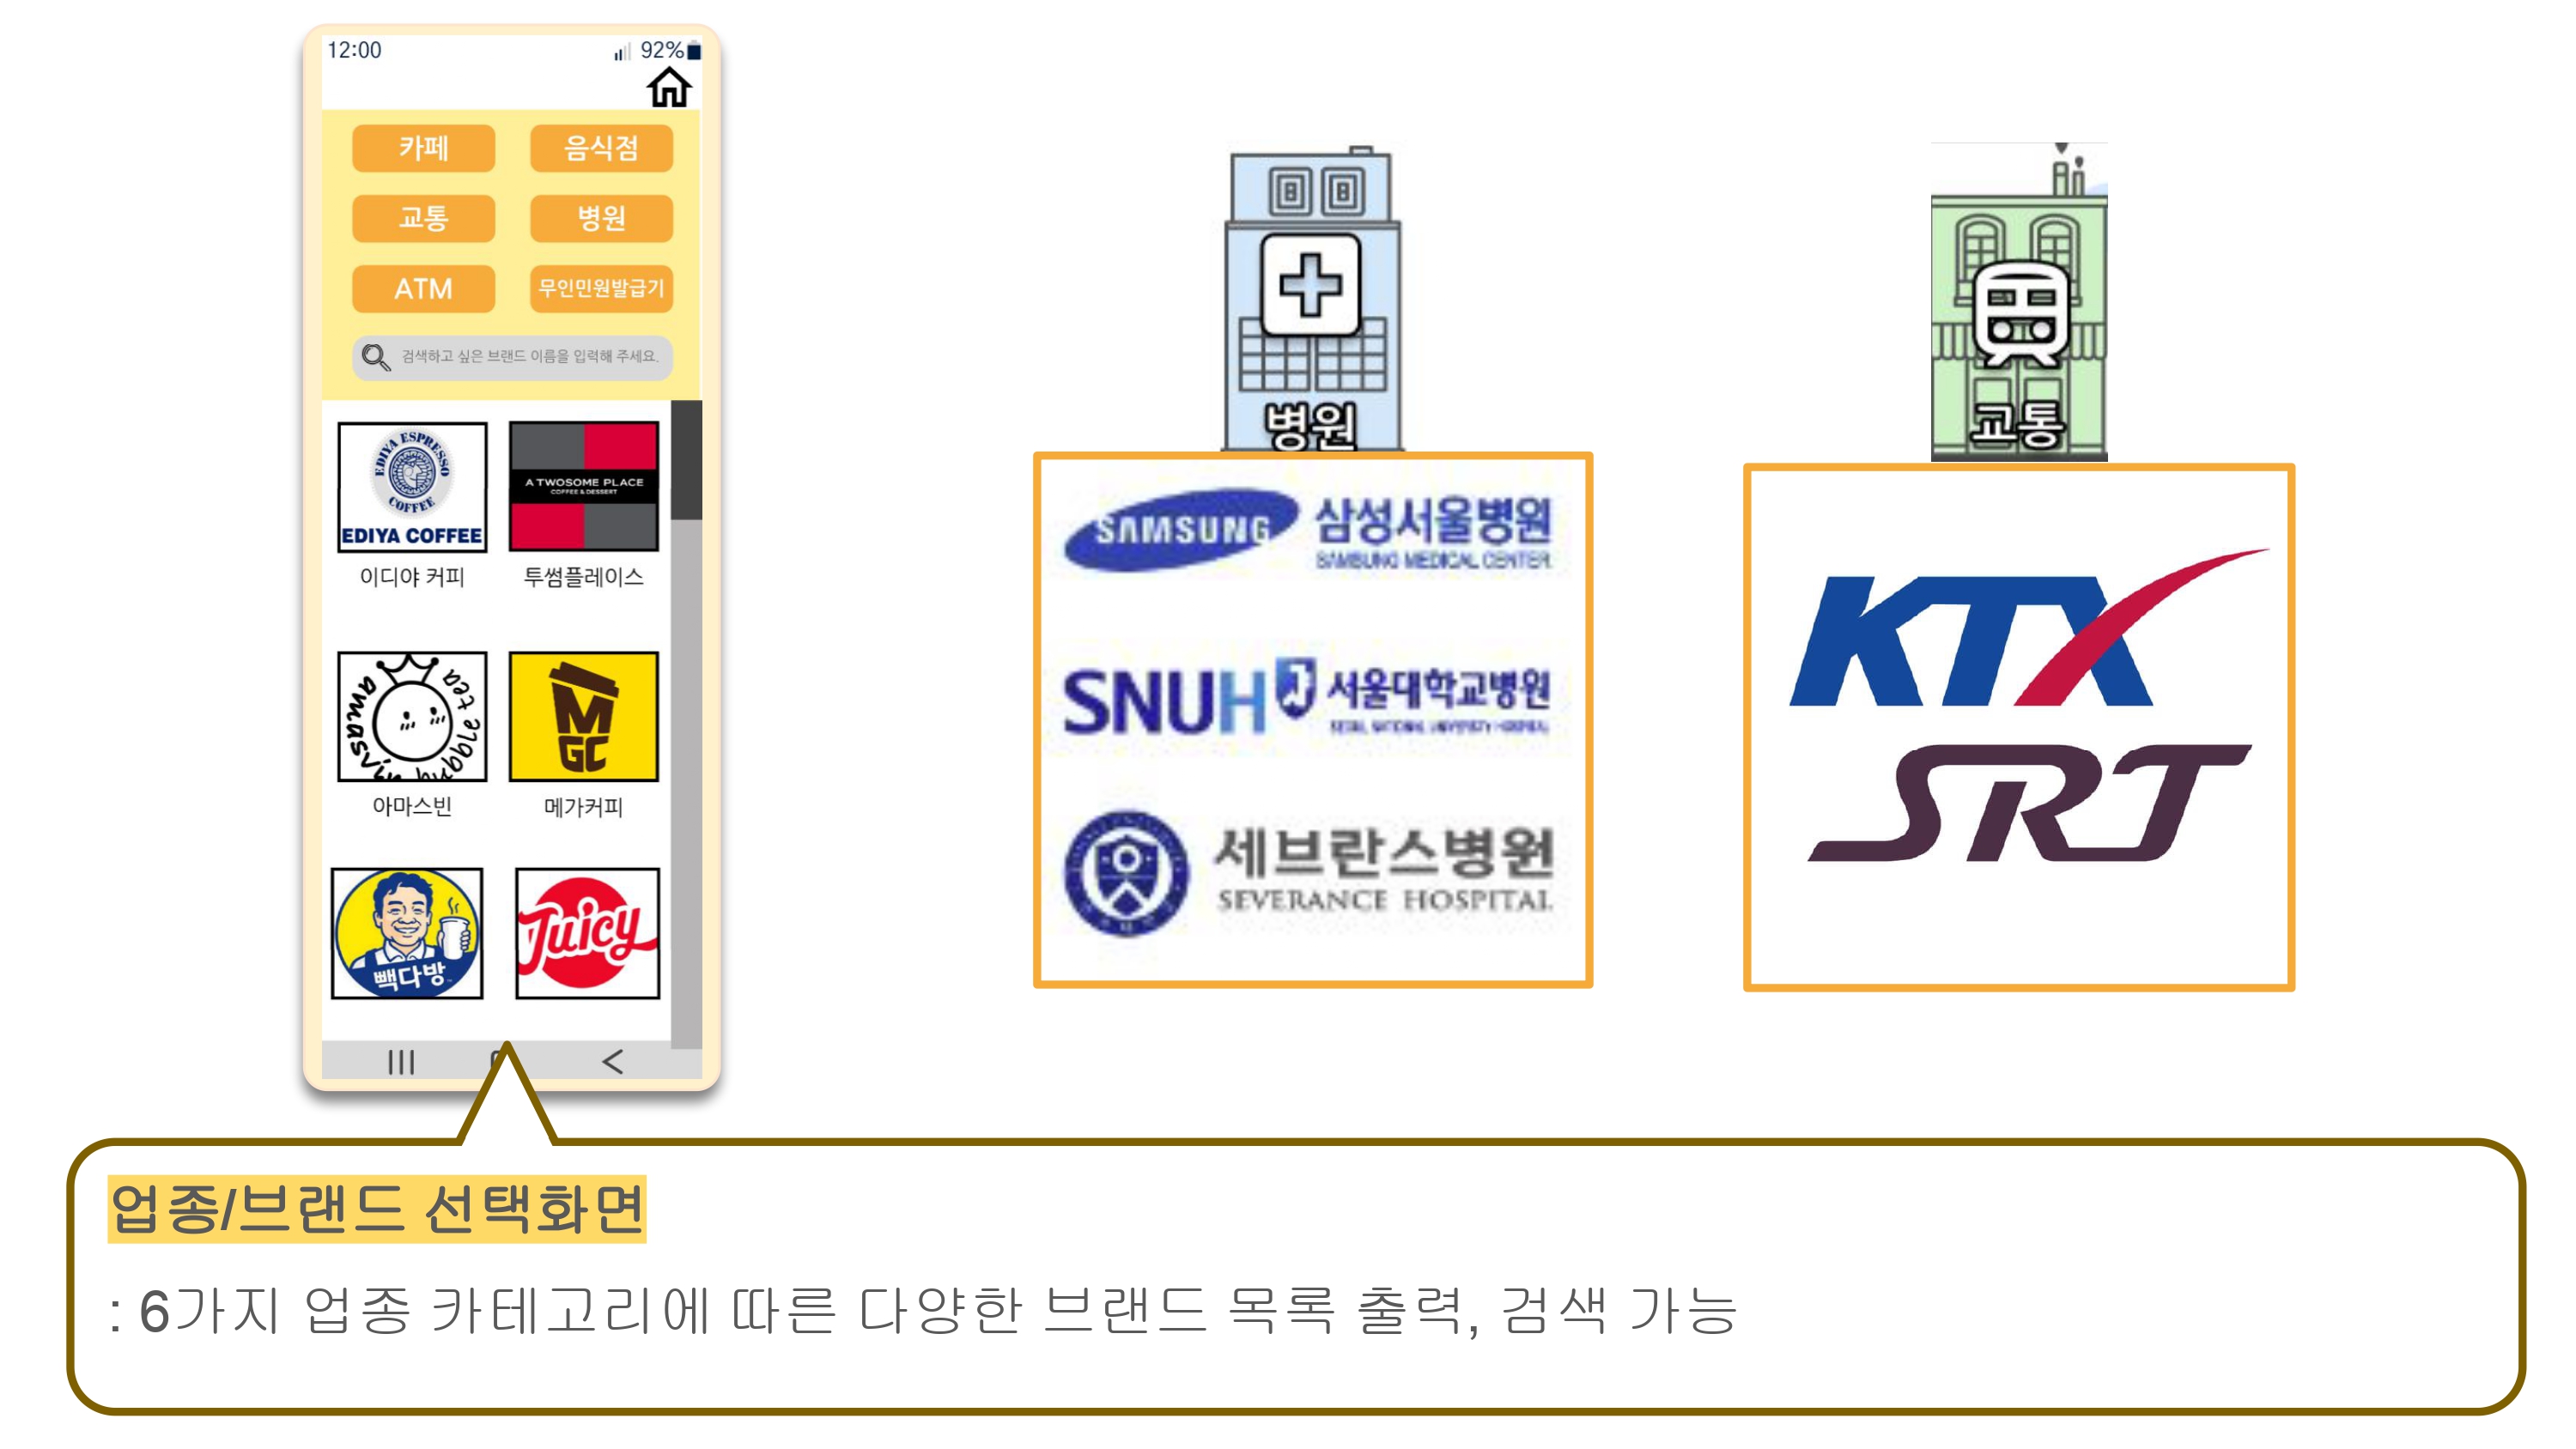 12:00
92%
카페
음식점
교통
병원
ATM
무인민원발급기
검색하고 싶은 브랜드 이름을 입력해 주세요.
EDIYA ESPRESSO
COFFEE
EDIYA COFFEE
A TWOSOME PLACE
COFFEE & DESSERT
이디야 커피
투썸플레이스
amasvin bubble tea
MGC
아마스빈
메가커피
빽다방
Juicy
병원
SAMSUNG 삼성서울병원
SAMSUNG MEDICAL CENTER
SNUH 서울대학교병원
SEOUL NATIONAL UNIVERSITY HOSPITAL
세브란스병원
SEVERANCE HOSPITAL
교통
KTX
SRT
업종/브랜드 선택화면
: 6가지 업종 카테고리에 따른 다양한 브랜드 목록 출력, 검색 가능